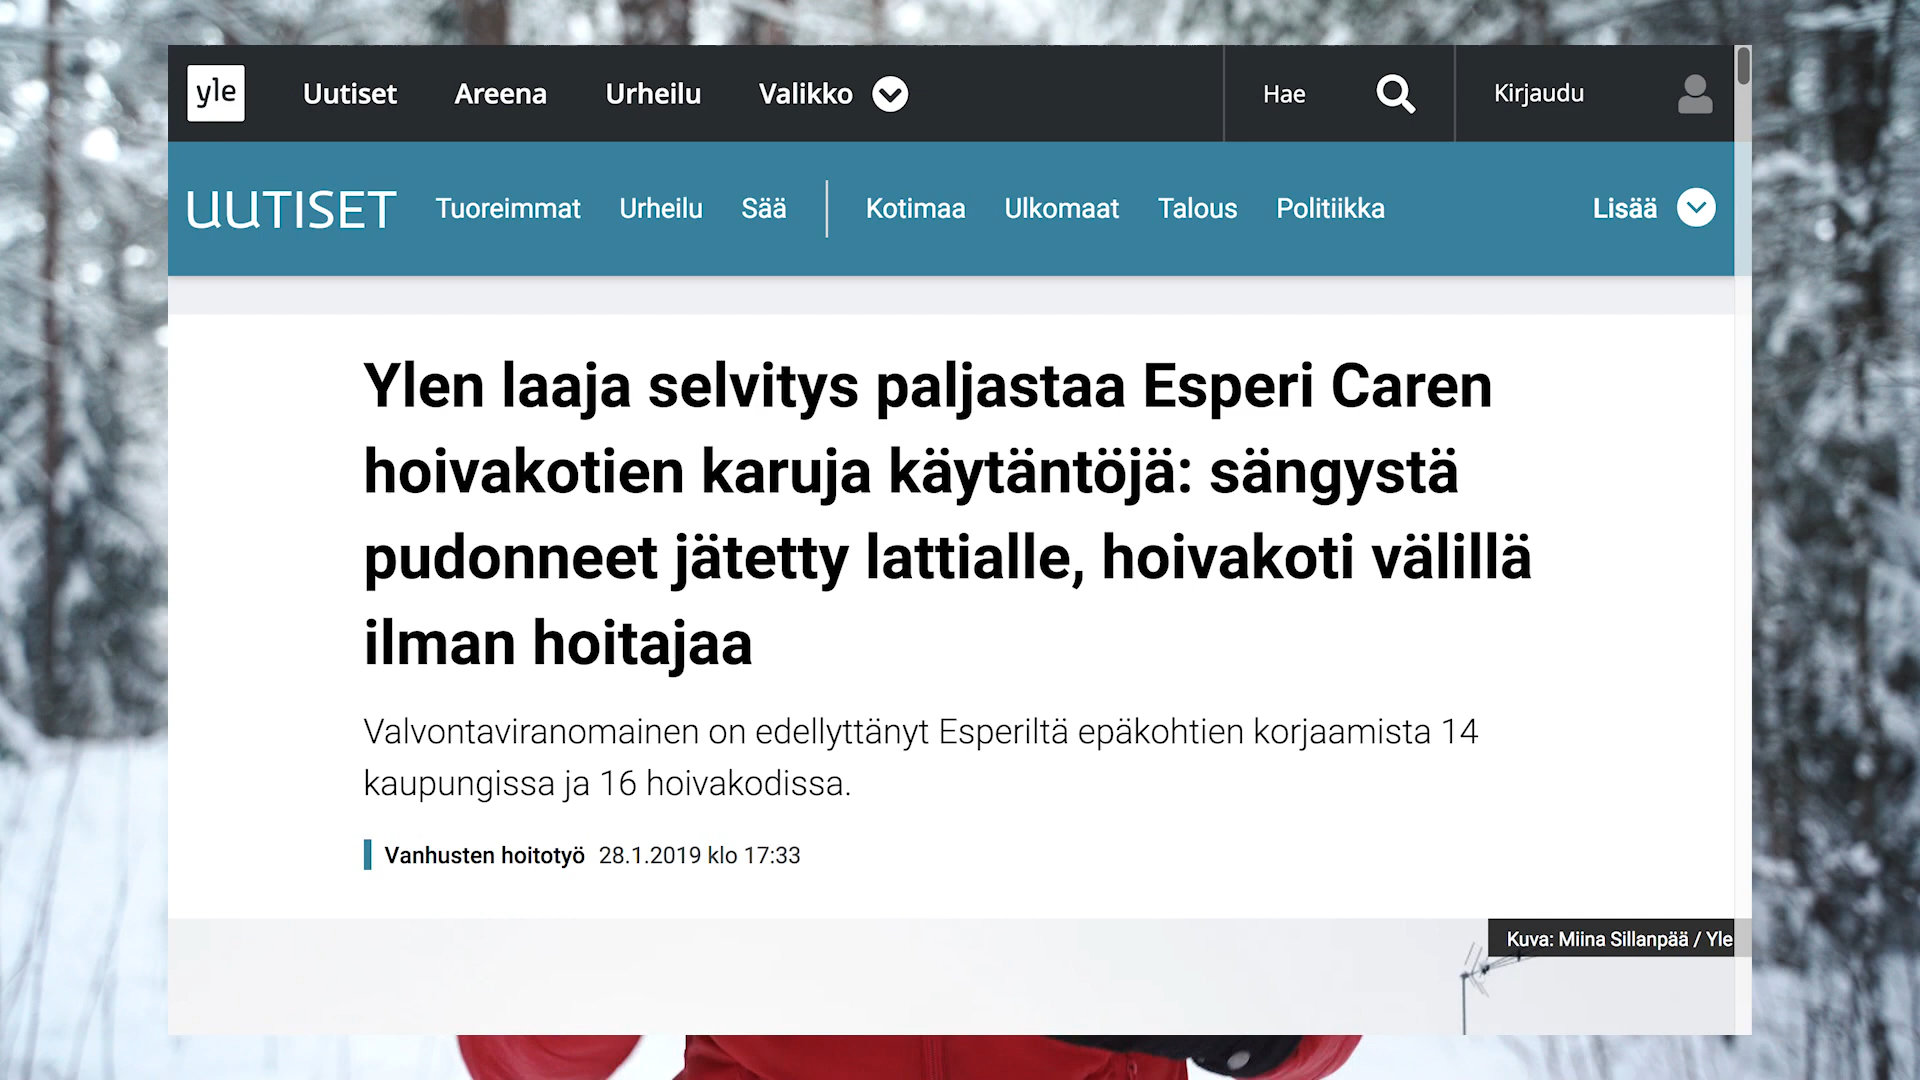 yle
Uutiset Areena Urheilu Valikko Hae Kirjaudu
UUTISET Tuoreimmat Urheilu Sää Kotimaa Ulkomaat Talous Politiikka Lisää
Ylen laaja selvitys paljastaa Esperi Caren
hoivakotien karuja käytäntöjä: sängystä
pudonneet jätetty lattialle, hoivakoti välillä
ilman hoitajaa
Valvontaviranomainen on edellyttänyt Esperiltä epäkohtien korjaamista 14
kaupungissa ja 16 hoivakodissa.
Vanhusten hoitotyö 28.1.2019 klo 17:33
Kuva: Miina Sillanpää / Yle